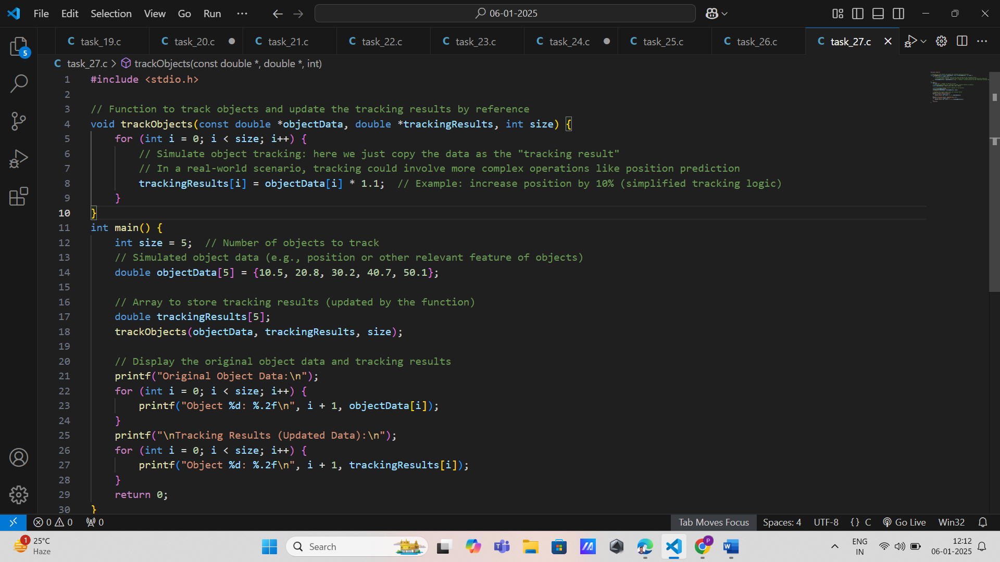 File Edit Selection View Go Run ··· 06-01-2025
5
C task_19.c C task_20.c C task_21.c C task_22.c C task_23.c C task_24.c C task_25.c C task_26.c C task_27.c
C task_27.c > trackObjects(const double *, double *, int)
1 #include <stdio.h>
2
3 // Function to track objects and update the tracking results by reference
4 void trackObjects(const double *objectData, double *trackingResults, int size) {
5 for (int i = 0; i < size; i++) {
6 // Simulate object tracking: here we just copy the data as the "tracking result"
7 // In a real-world scenario, tracking could involve more complex operations like position prediction
8 trackingResults[i] = objectData[i] * 1.1;  // Example: increase position by 10% (simplified tracking logic)
9 }
10 }
11 int main() {
12 int size = 5;  // Number of objects to track
13 // Simulated object data (e.g., position or other relevant feature of objects)
14 double objectData[5] = {10.5, 20.8, 30.2, 40.7, 50.1};
15
16 // Array to store tracking results (updated by the function)
17 double trackingResults[5];
18 trackObjects(objectData, trackingResults, size);
19
20 // Display the original object data and tracking results
21 printf("Original Object Data:\n");
22 for (int i = 0; i < size; i++) {
23 printf("Object %d: %.2f\n", i + 1, objectData[i]);
24 }
25 printf("\nTracking Results (Updated Data):\n");
26 for (int i = 0; i < size; i++) {
27 printf("Object %d: %.2f\n", i + 1, trackingResults[i]);
28 }
29 return 0;
30 }
0 0 0 Tab Moves Focus Spaces: 4 UTF-8 {} C Go Live Win32
1 25°C
Haze
Search
P
ENG
IN
12:12
06-01-2025